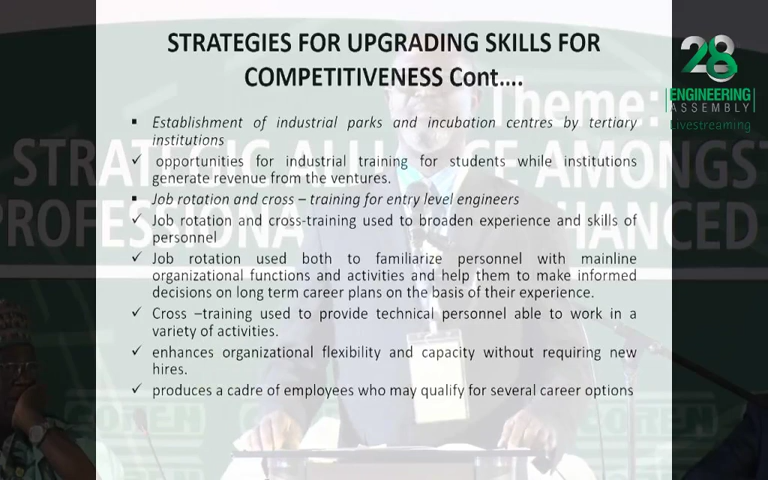 STRATEGIES FOR UPGRADING SKILLS FOR
COMPETITIVENESS Cont....
▪ Establishment of industrial parks and incubation centres by tertiary
institutions
✓ opportunities for industrial training for students while institutions
generate revenue from the ventures.
▪ Job rotation and cross – training for entry level engineers
✓ Job rotation and cross-training used to broaden experience and skills of
personnel
✓ Job rotation used both to familiarize personnel with mainline
organizational functions and activities and help them to make informed
decisions on long term career plans on the basis of their experience.
✓ Cross –training used to provide technical personnel able to work in a
variety of activities.
✓ enhances organizational flexibility and capacity without requiring new
hires.
✓ produces a cadre of employees who may qualify for several career options
28
ENGINEERING
ASSEMBLY
Livestreaming
Theme:
AMONGST
COREN
COREN